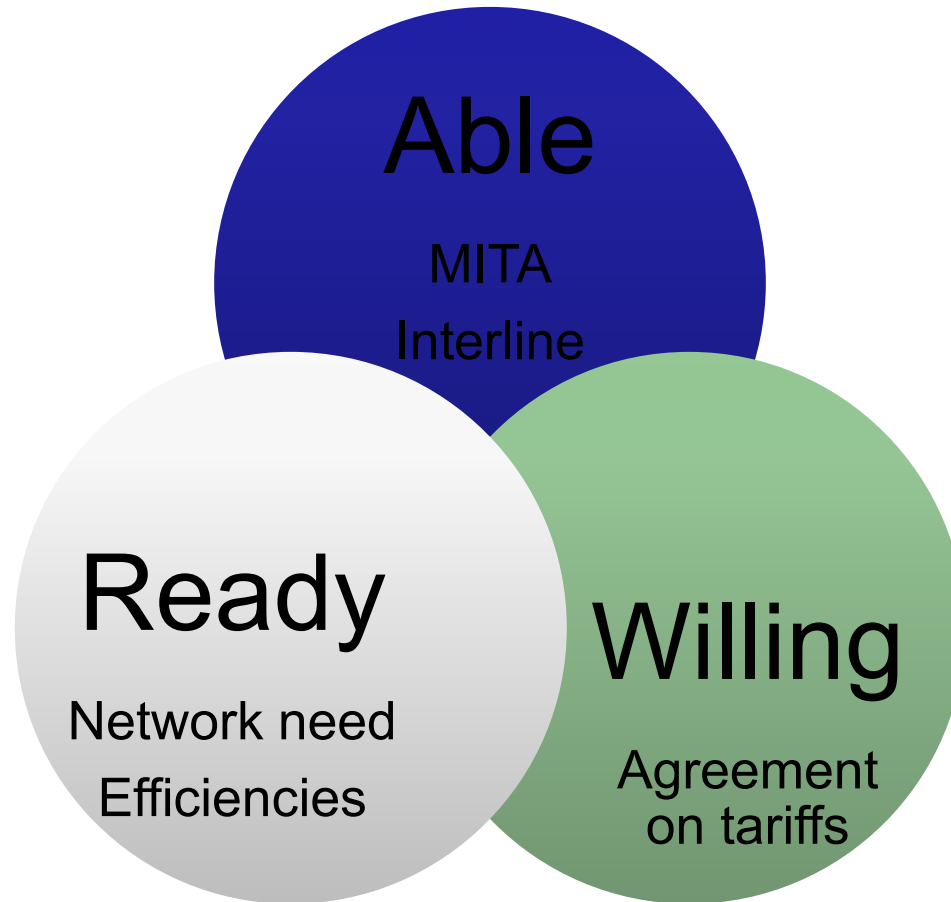 Able
MITA
Interline
Ready
Network need
Efficiencies
Willing
Agreement
on tariffs